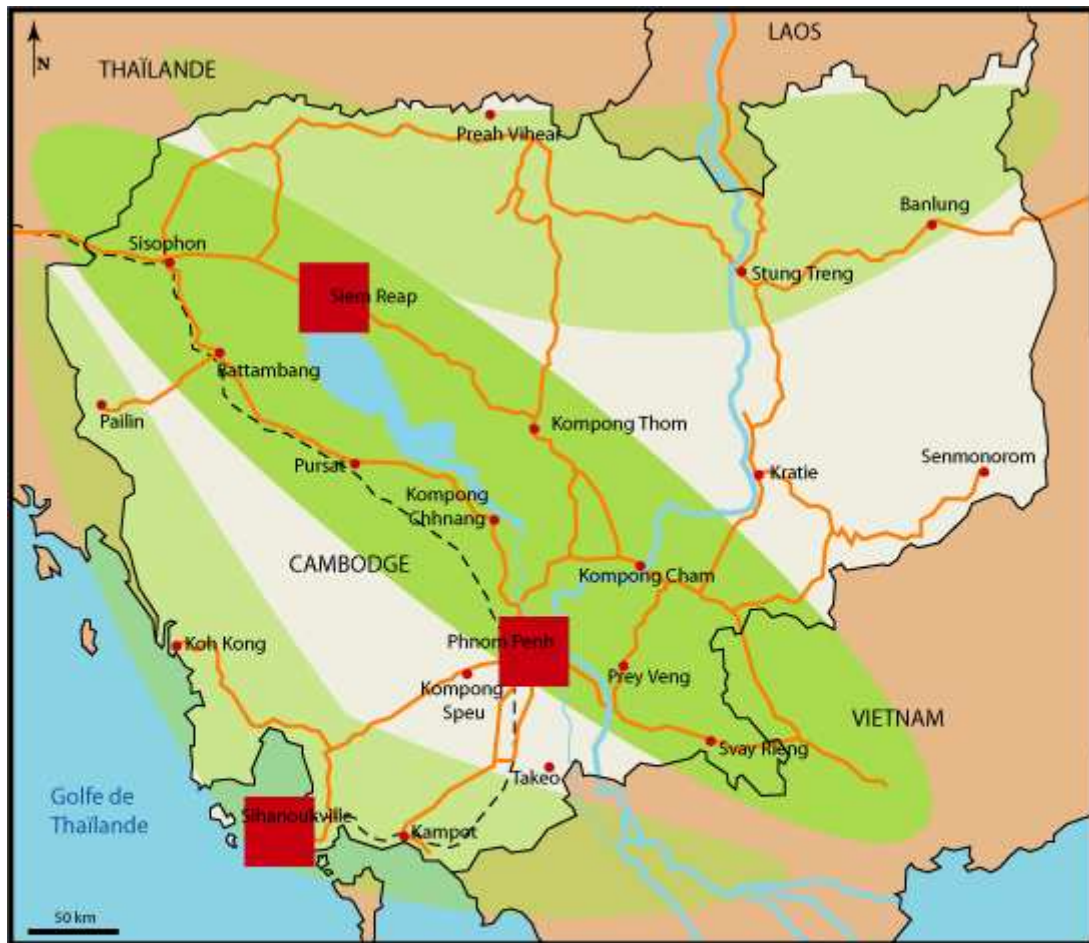 LAOS
N
THAÏLANDE
Preah Vihear
Banlung
Sisophon
Stung Treng
Siem Reap
Battambang
Pailin
Kompong Thom
Pursat
Kratie
Senmonorom
Kompong
Chhnang
CAMBODGE
Kompong Cham
Phnom Penh
Koh Kong
Prey Veng
Kompong
Speu
VIETNAM
Svay Rieng
Takeo
Golfe de
Thaïlande
Sihanoukville
Kampot
50 km